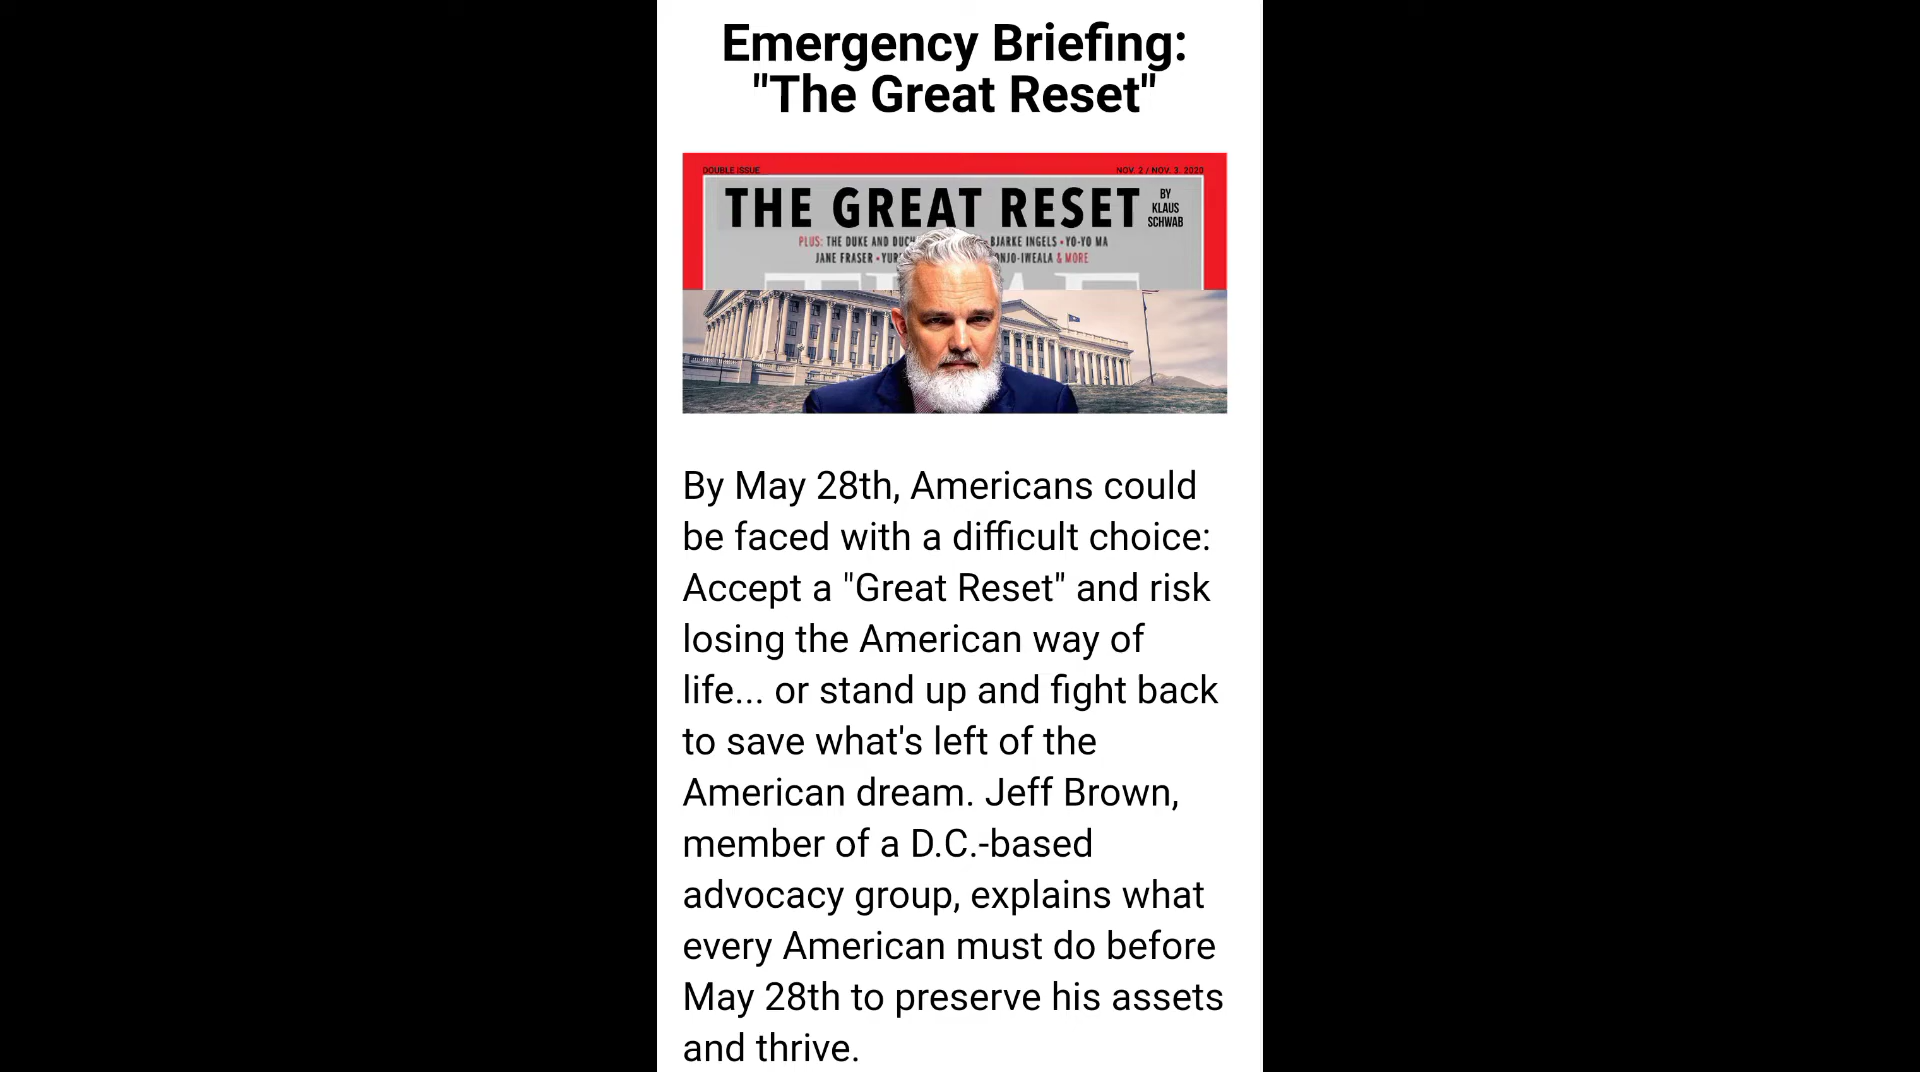 Emergency Briefing:
"The Great Reset"
DOUBLE ISSUE
NOV. 2 / NOV. 3. 2020
THE GREAT RESET
BY
KLAUS
SCHWAB
PLUS: THE DUKE AND DUCH BJARKE INGELS • YO-YO MA
JANE FRASER • YUR ONJO-IWEALA & MORE
By May 28th, Americans could
be faced with a difficult choice:
Accept a "Great Reset" and risk
losing the American way of
life... or stand up and fight back
to save what's left of the
American dream. Jeff Brown,
member of a D.C.-based
advocacy group, explains what
every American must do before
May 28th to preserve his assets
and thrive.